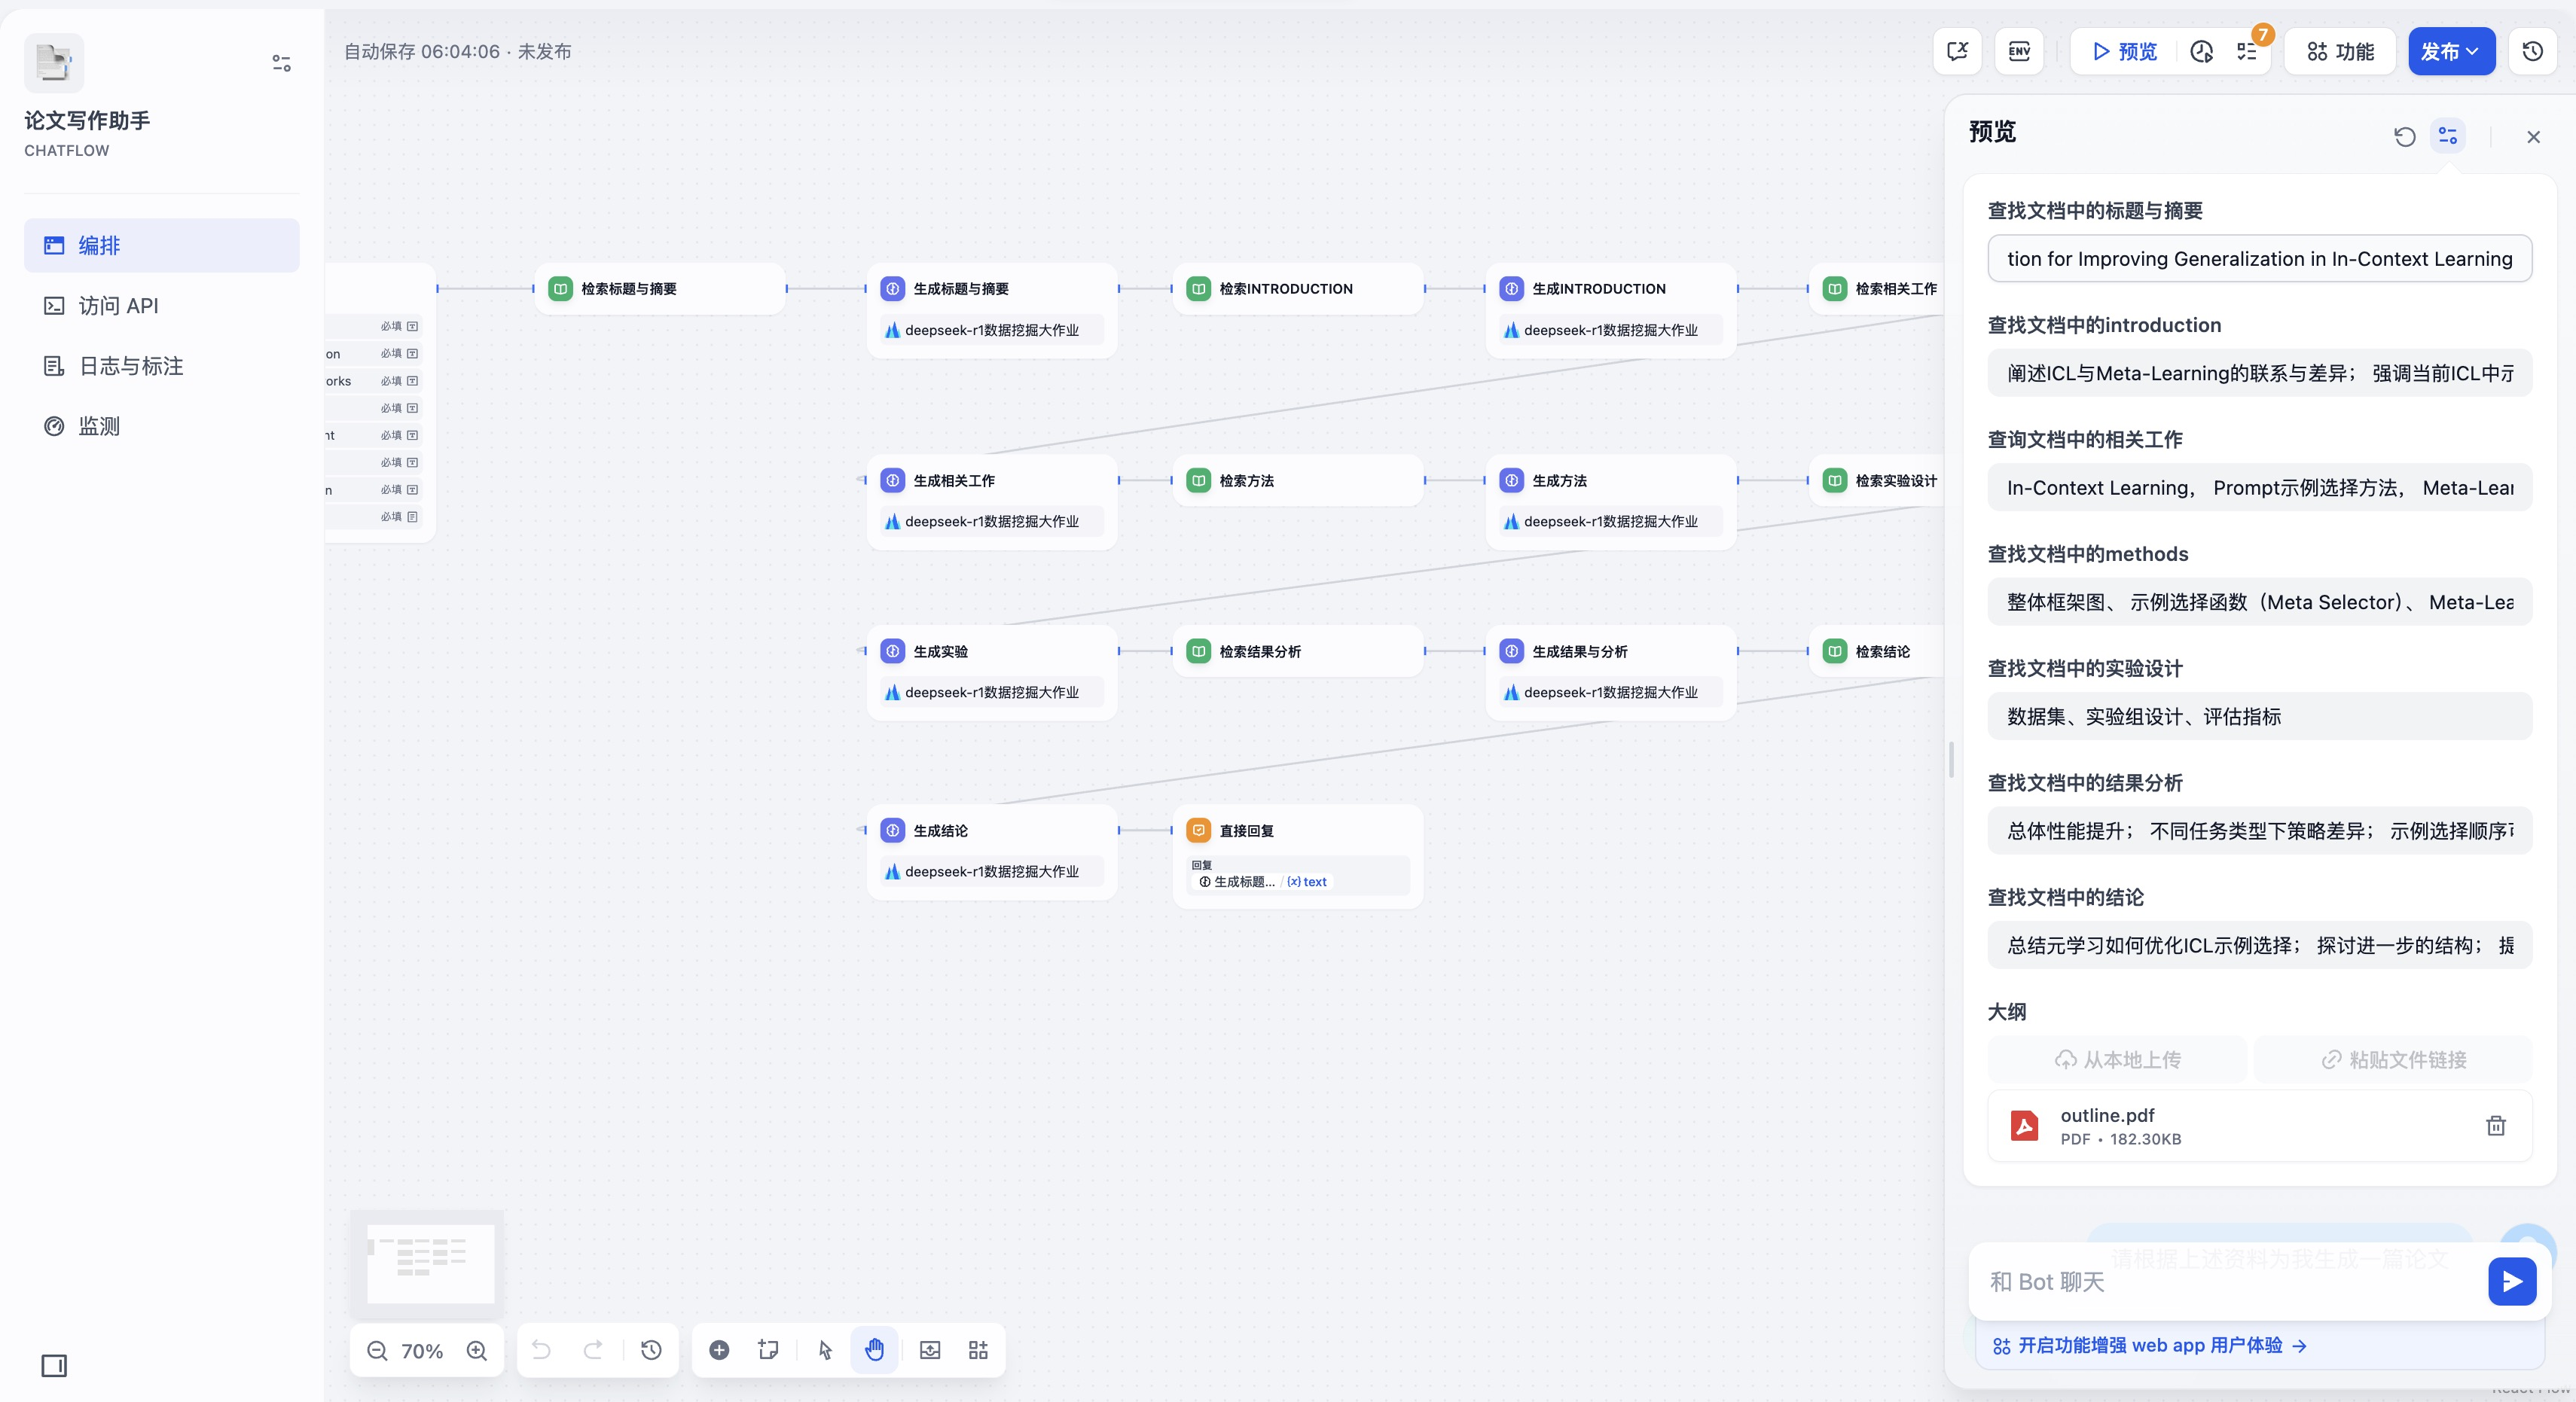 论文写作助手
CHATFLOW
编排
访问 API
日志与标注
监测
自动保存 06:04:06 · 未发布
ENV
预览
7
功能
发布
必填
on 必填
orks 必填
必填
nt 必填
必填
n 必填
必填
检索标题与摘要
生成标题与摘要
deepseek-r1数据挖掘大作业
检索INTRODUCTION
生成INTRODUCTION
deepseek-r1数据挖掘大作业
检索相关工作
生成相关工作
deepseek-r1数据挖掘大作业
检索方法
生成方法
deepseek-r1数据挖掘大作业
检索实验设计
生成实验
deepseek-r1数据挖掘大作业
检索结果分析
生成结果与分析
deepseek-r1数据挖掘大作业
检索结论
生成结论
deepseek-r1数据挖掘大作业
直接回复
回复
生成标题... / {x} text
70%
预览
查找文档中的标题与摘要
tion for Improving Generalization in In-Context Learning
查找文档中的introduction
阐述ICL与Meta-Learning的联系与差异； 强调当前ICL中示
查询文档中的相关工作
In-Context Learning， Prompt示例选择方法， Meta-Lear
查找文档中的methods
整体框架图、 示例选择函数（Meta Selector）、 Meta-Lea
查找文档中的实验设计
数据集、实验组设计、评估指标
查找文档中的结果分析
总体性能提升； 不同任务类型下策略差异； 示例选择顺序
查找文档中的结论
总结元学习如何优化ICL示例选择； 探讨进一步的结构； 提
大纲
从本地上传
粘贴文件链接
outline.pdf
PDF • 182.30KB
请根据上述资料为我生成一篇论文
和 Bot 聊天
开启功能增强 web app 用户体验 →
React Flow